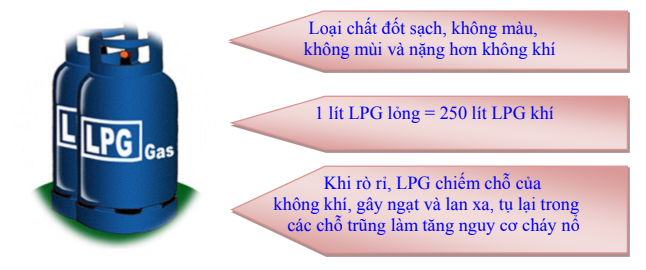 Loại chất đốt sạch, không màu,
không mùi và nặng hơn không khí
L LPG Gas
1 lít LPG lỏng = 250 lít LPG khí
Khi rò rỉ, LPG chiếm chỗ của
không khí, gây ngạt và lan xa, tụ lại trong
các chỗ trũng làm tăng nguy cơ cháy nổ